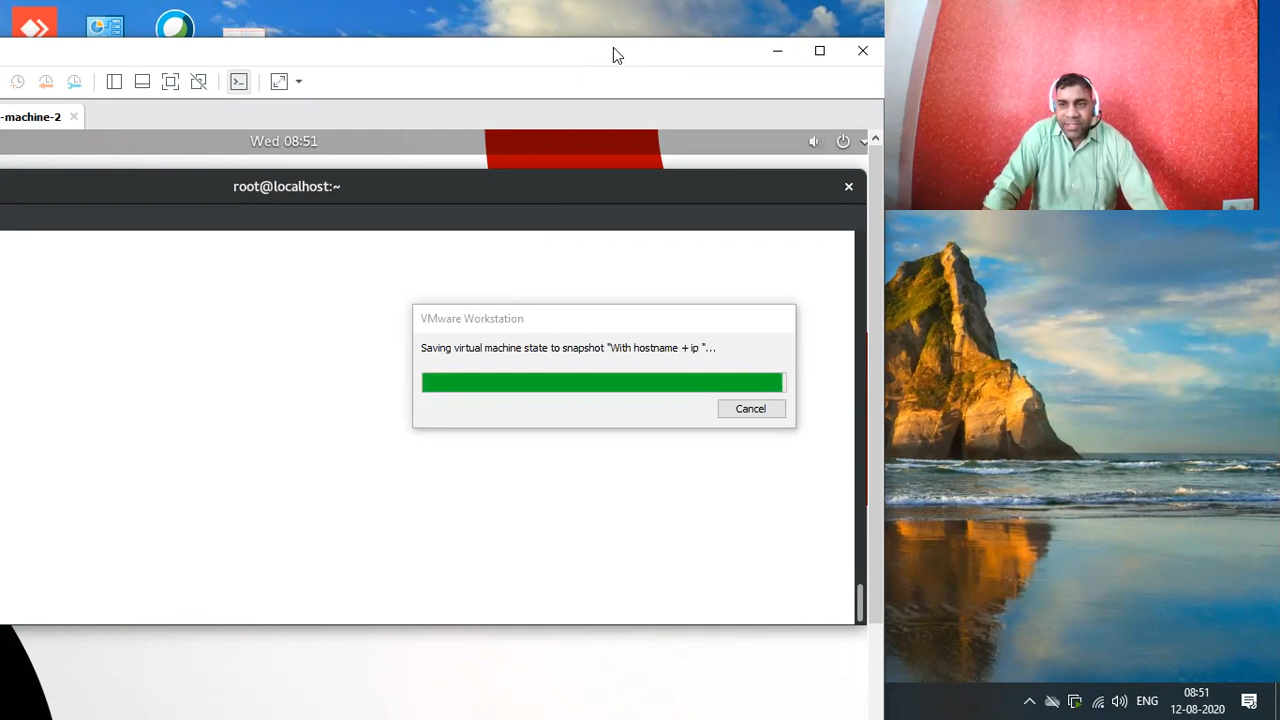 -machine-2
Wed 08:51
root@localhost:~
VMware Workstation
Saving virtual machine state to snapshot "With hostname + ip "...
Cancel
ENG
08:51
12-08-2020